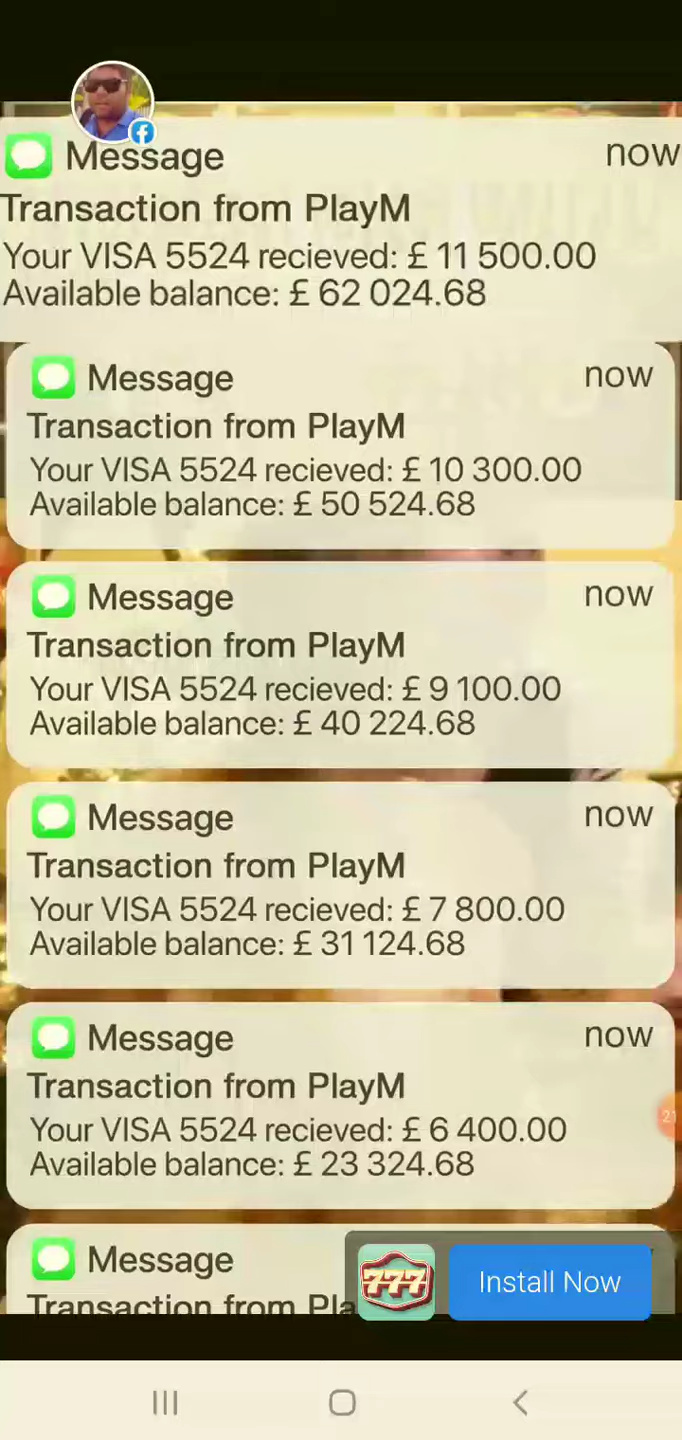 Message now
Transaction from PlayM
Your VISA 5524 recieved: £ 11 500.00
Available balance: £ 62 024.68
Message now
Transaction from PlayM
Your VISA 5524 recieved: £ 10 300.00
Available balance: £ 50 524.68
Message now
Transaction from PlayM
Your VISA 5524 recieved: £ 9 100.00
Available balance: £ 40 224.68
Message now
Transaction from PlayM
Your VISA 5524 recieved: £ 7 800.00
Available balance: £ 31 124.68
Message now
Transaction from PlayM
Your VISA 5524 recieved: £ 6 400.00
Available balance: £ 23 324.68
Message
Transaction from Pla
777
Install Now